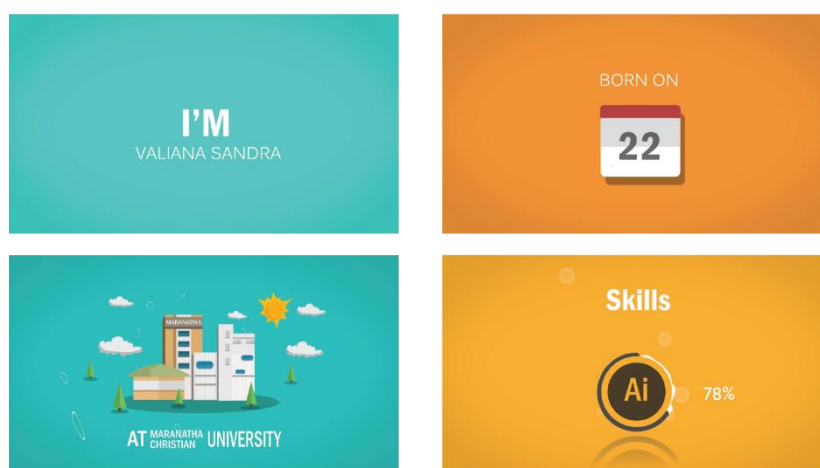 I'M
VALIANA SANDRA
BORN ON
22
MARANATHA
AT MARANATHA CHRISTIAN UNIVERSITY
Skills
Ai
78%